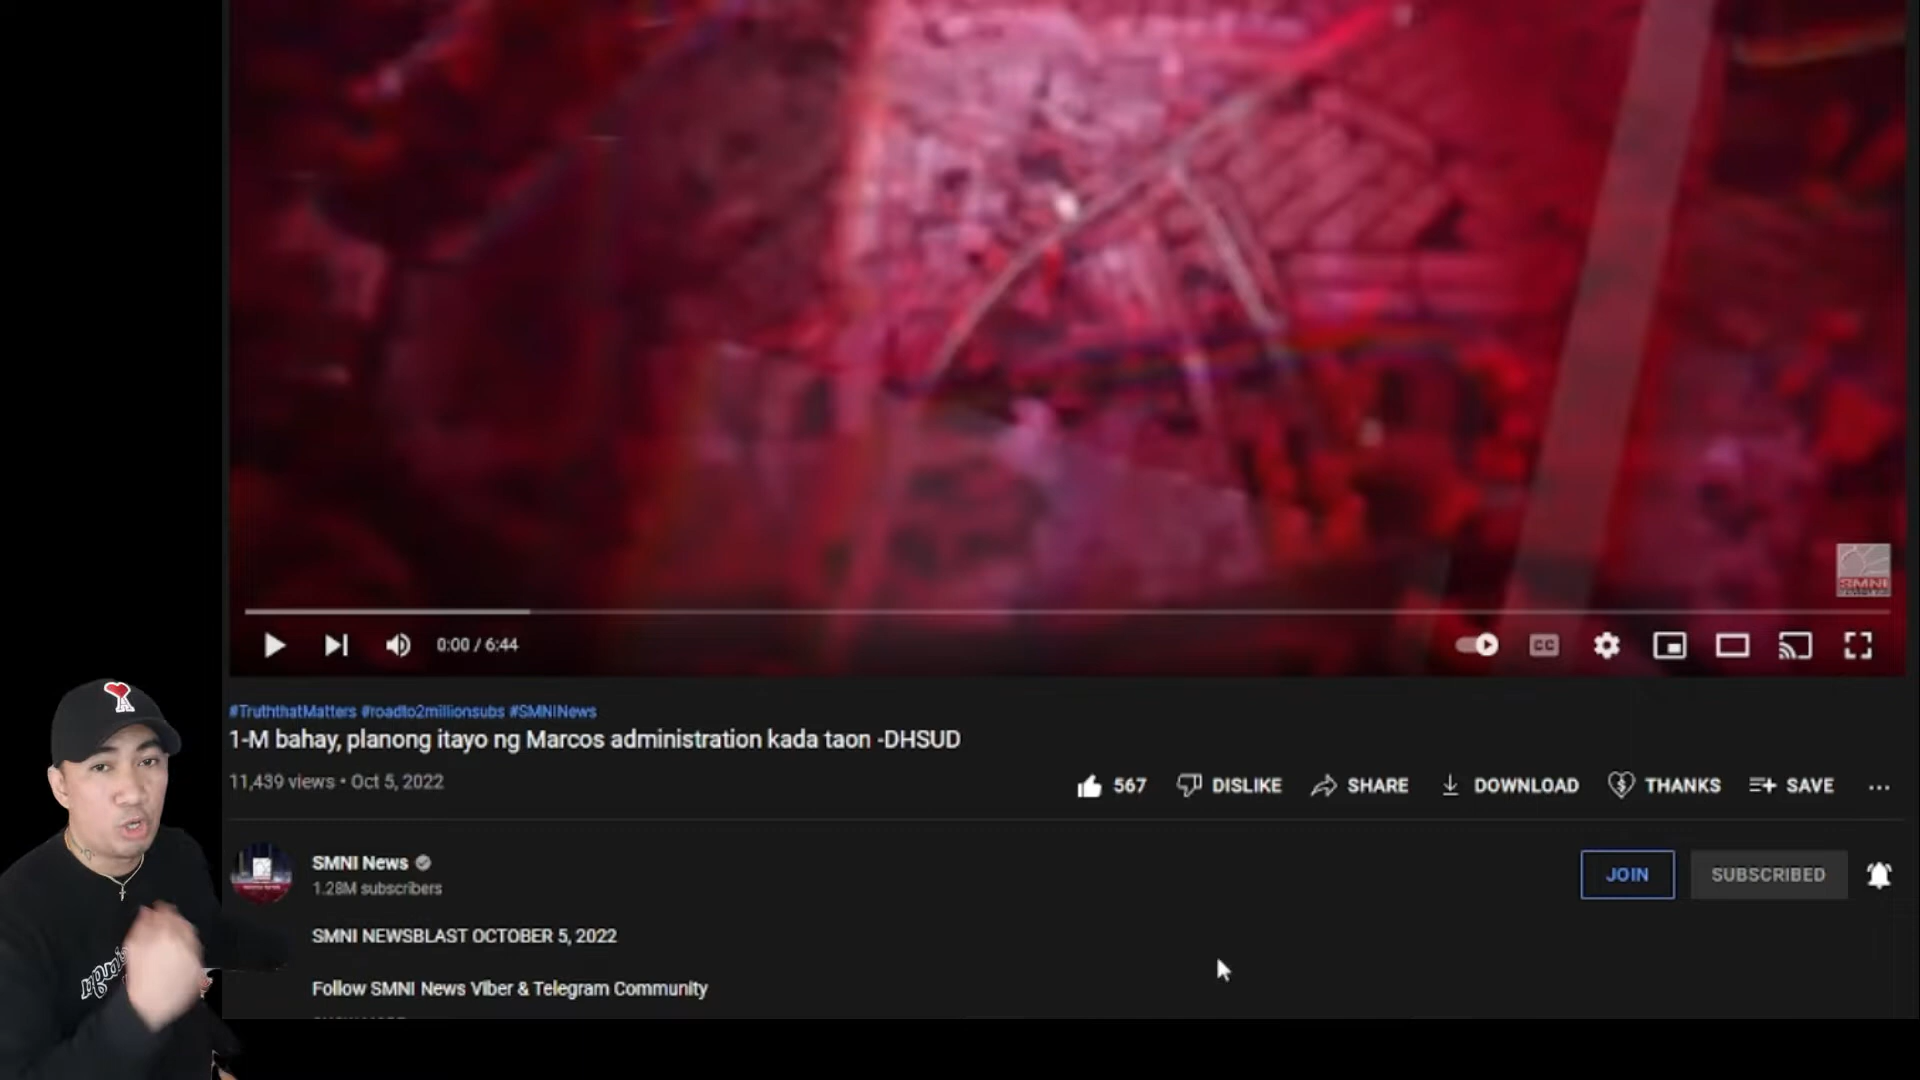 SMNI
0:00 / 6:44
CC
#TruththatMatters #roadto2millionsubs #SMNINews
1-M bahay, planong itayo ng Marcos administration kada taon -DHSUD
11,439 views • Oct 5, 2022
567 DISLIKE SHARE DOWNLOAD THANKS SAVE
SMNI News
1.28M subscribers
JOIN SUBSCRIBED
SMNI NEWSBLAST OCTOBER 5, 2022
Follow SMNI News Viber & Telegram Community
A